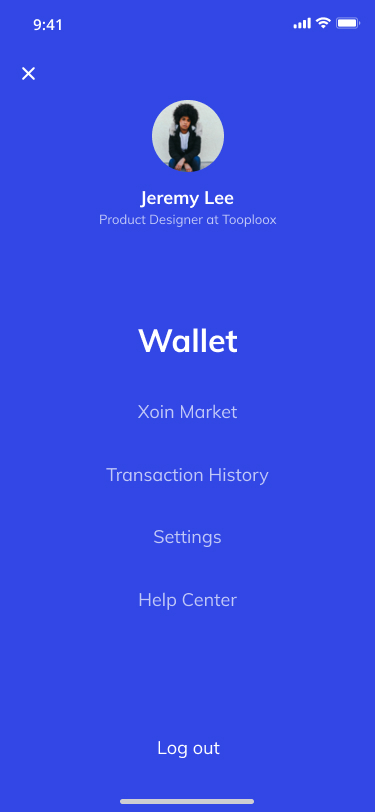 9:41
Jeremy Lee
Product Designer at Tooploox
Wallet
Xoin Market
Transaction History
Settings
Help Center
Log out